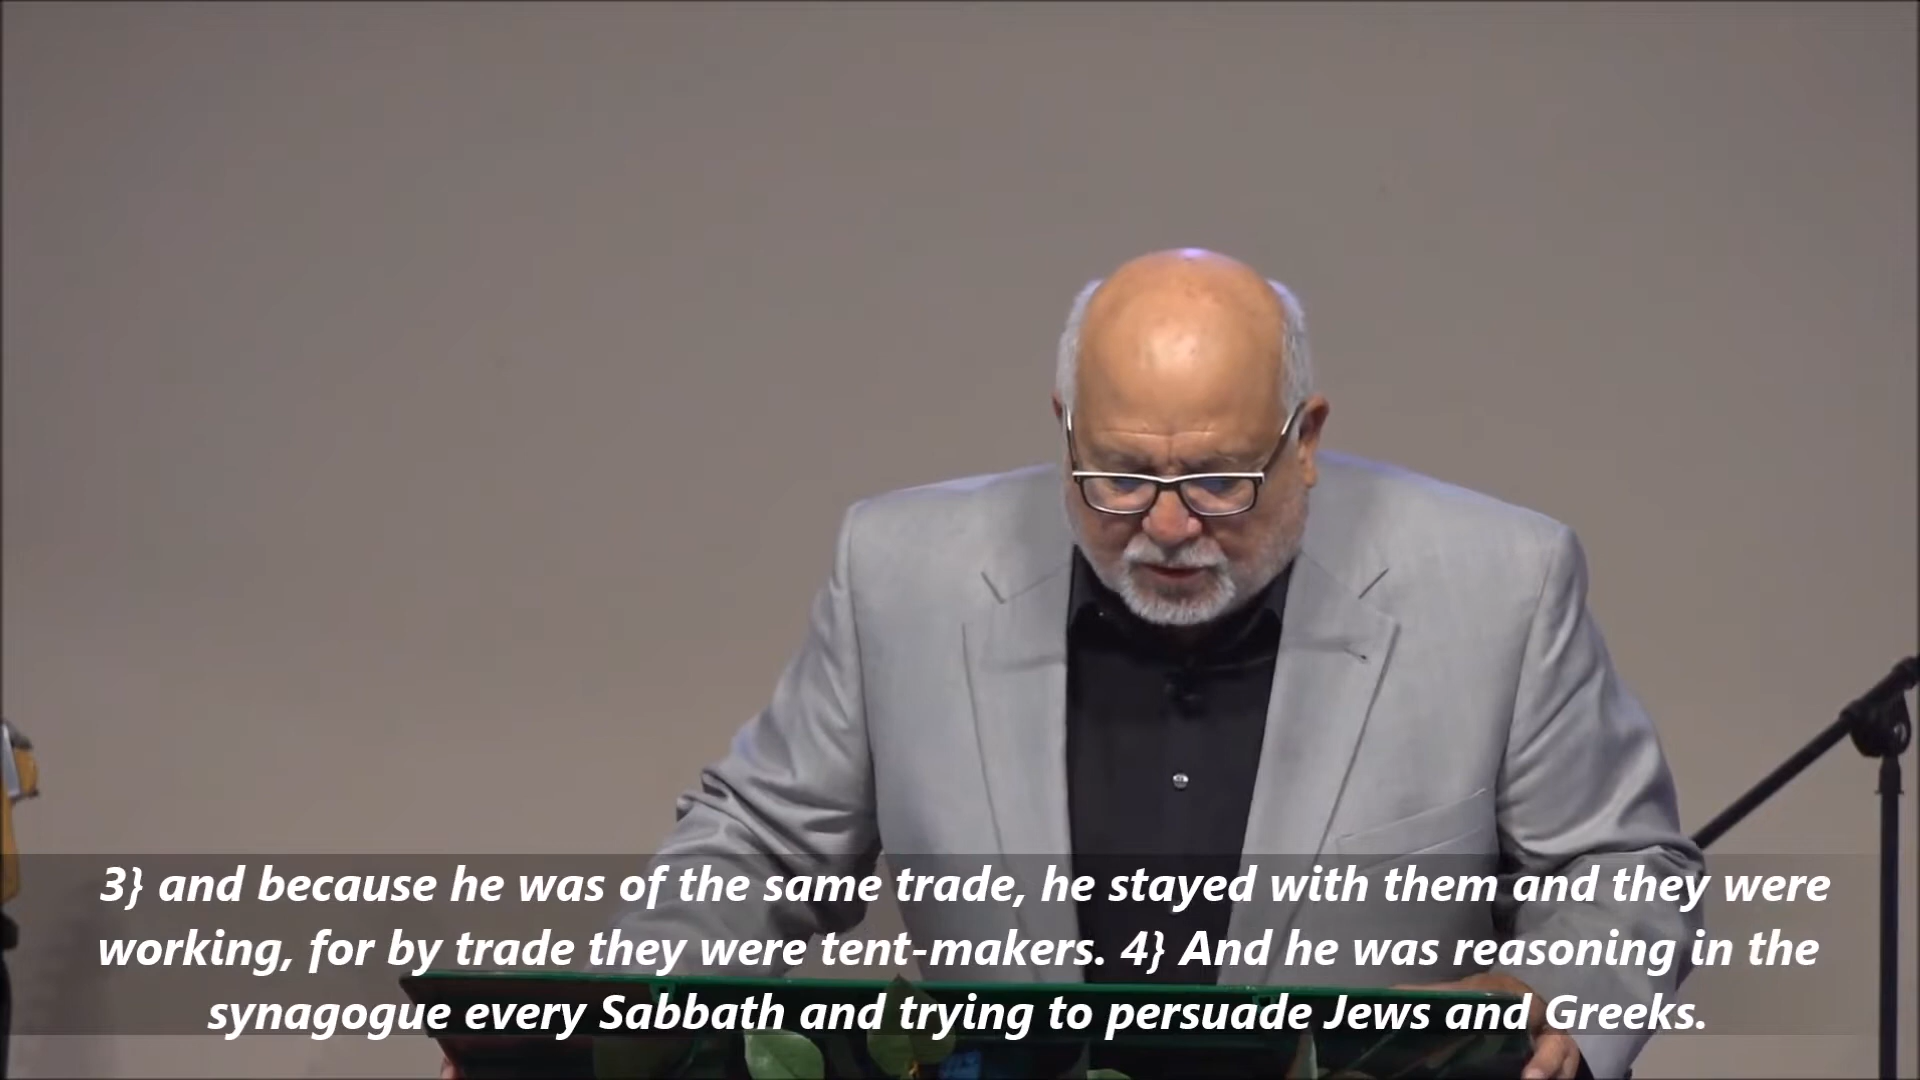 3} and because he was of the same trade, he stayed with them and they were
working, for by trade they were tent-makers. 4} And he was reasoning in the
synagogue every Sabbath and trying to persuade Jews and Greeks.